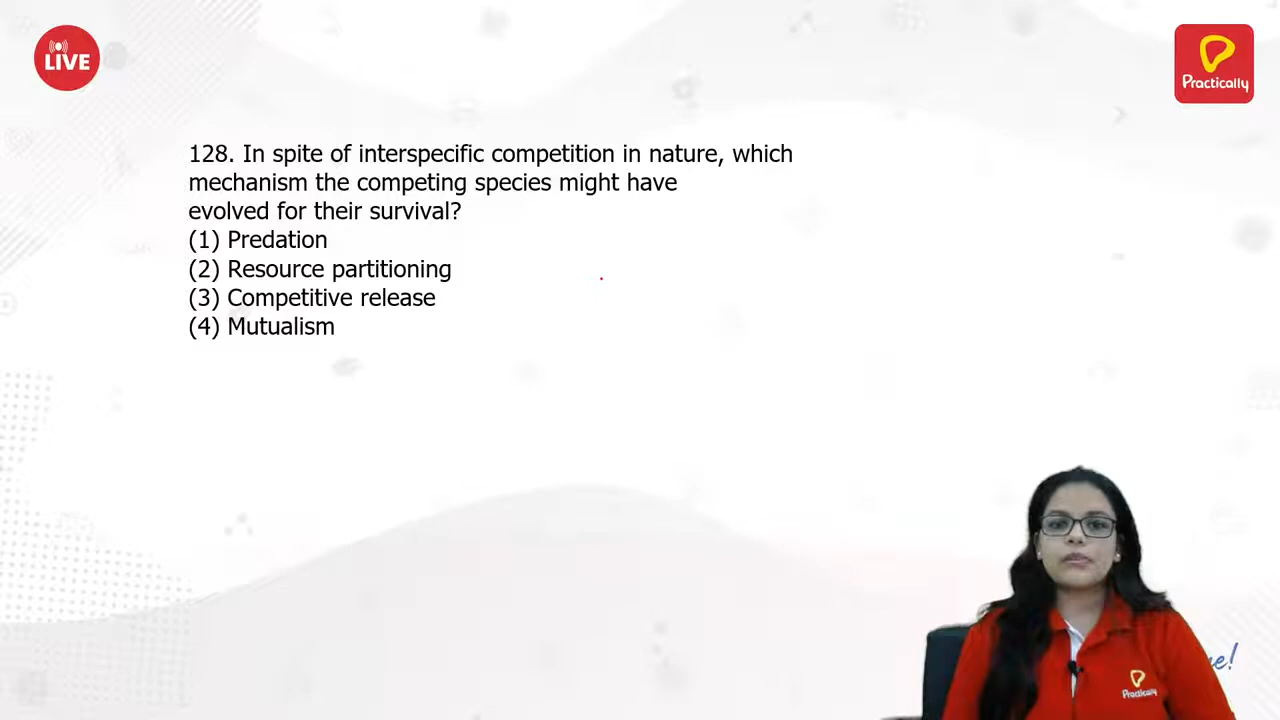 LIVE
Practically
128. In spite of interspecific competition in nature, which
mechanism the competing species might have
evolved for their survival?
(1) Predation
(2) Resource partitioning
(3) Competitive release
(4) Mutualism
Practically